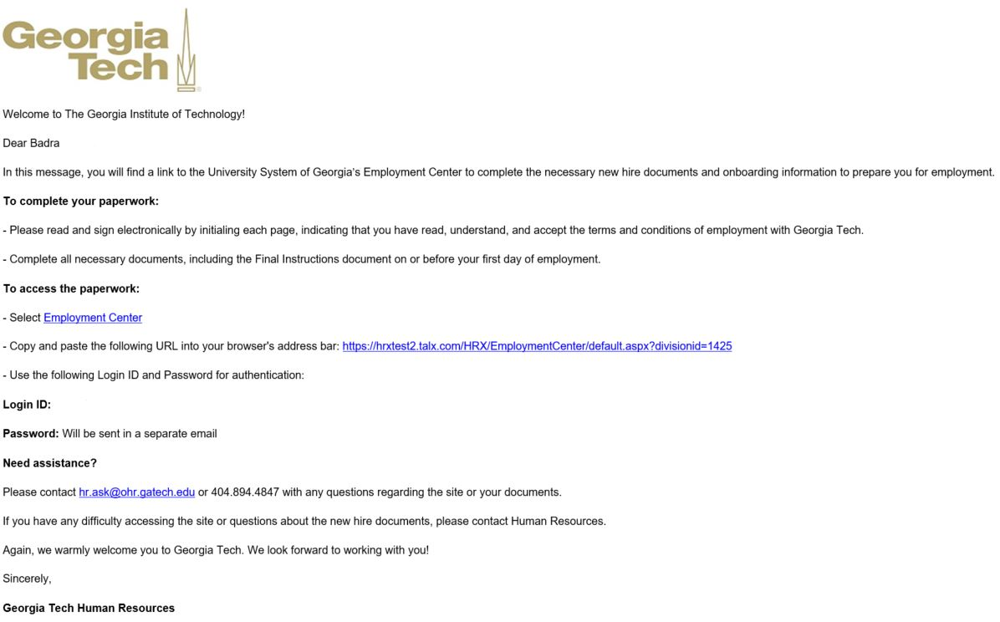 Georgia
Tech
Welcome to The Georgia Institute of Technology!
Dear Badra
In this message, you will find a link to the University System of Georgia's Employment Center to complete the necessary new hire documents and onboarding information to prepare you for employment.
To complete your paperwork:
- Please read and sign electronically by initialing each page, indicating that you have read, understand, and accept the terms and conditions of employment with Georgia Tech.
- Complete all necessary documents, including the Final Instructions document on or before your first day of employment.
To access the paperwork:
- Select Employment Center
- Copy and paste the following URL into your browser's address bar: https://hrxtest2.talx.com/HRX/EmploymentCenter/default.aspx?divisionid=1425
- Use the following Login ID and Password for authentication:
Login ID:
Password: Will be sent in a separate email
Need assistance?
Please contact hr.ask@ohr.gatech.edu or 404.894.4847 with any questions regarding the site or your documents.
If you have any difficulty accessing the site or questions about the new hire documents, please contact Human Resources.
Again, we warmly welcome you to Georgia Tech. We look forward to working with you!
Sincerely,
Georgia Tech Human Resources